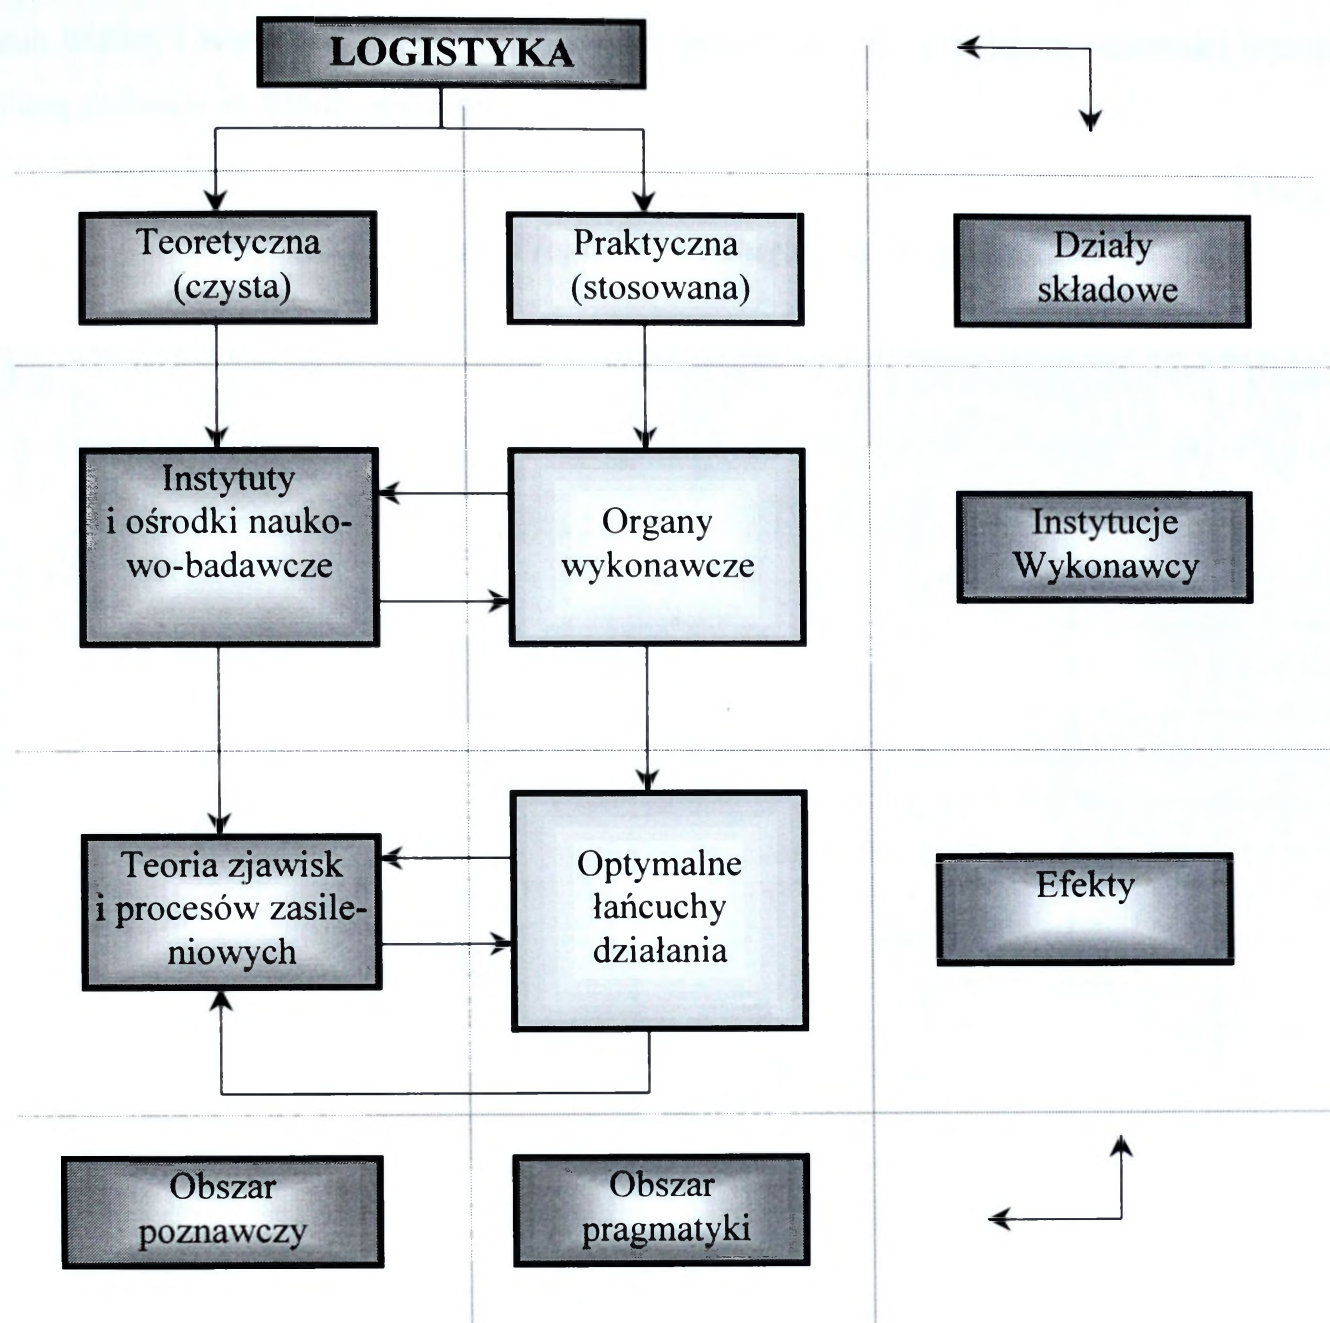 LOGISTYKA
Teoretyczna
(czysta)
Praktyczna
(stosowana)
Działy
składowe
Instytuty
i ośrodki nauko-
wo-badawcze
Organy
wykonawcze
Instytucje
Wykonawcy
Teoria zjawisk
i procesów zasile-
niowych
Optymalne
łańcuchy
działania
Efekty
Obszar
poznawczy
Obszar
pragmatyki